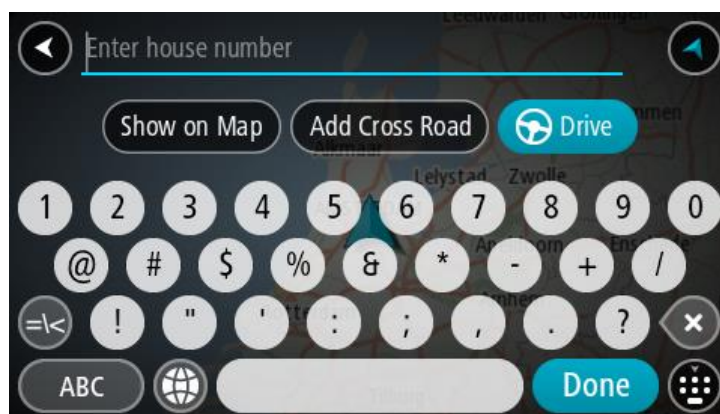 Leeuwarden Groningen
Enter house number
Show on Map Add Cross Road Drive
Alkmaar
Lelystad Zwolle
1 2 3 4 5 6 7 8 9 0
@ # $ % & * - + /
=\< ! " ' : ; , . ?
ABC Done
Tilburg